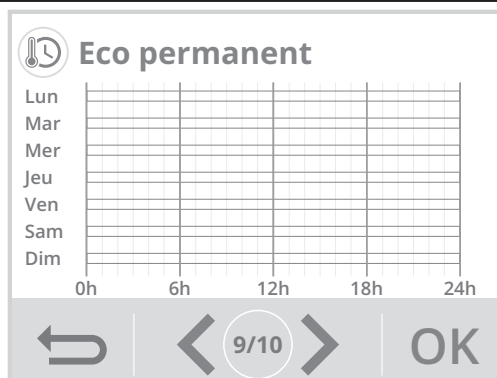 Eco permanent
Lun
Mar
Mer
Jeu
Ven
Sam
Dim
0h 6h 12h 18h 24h
9/10 OK